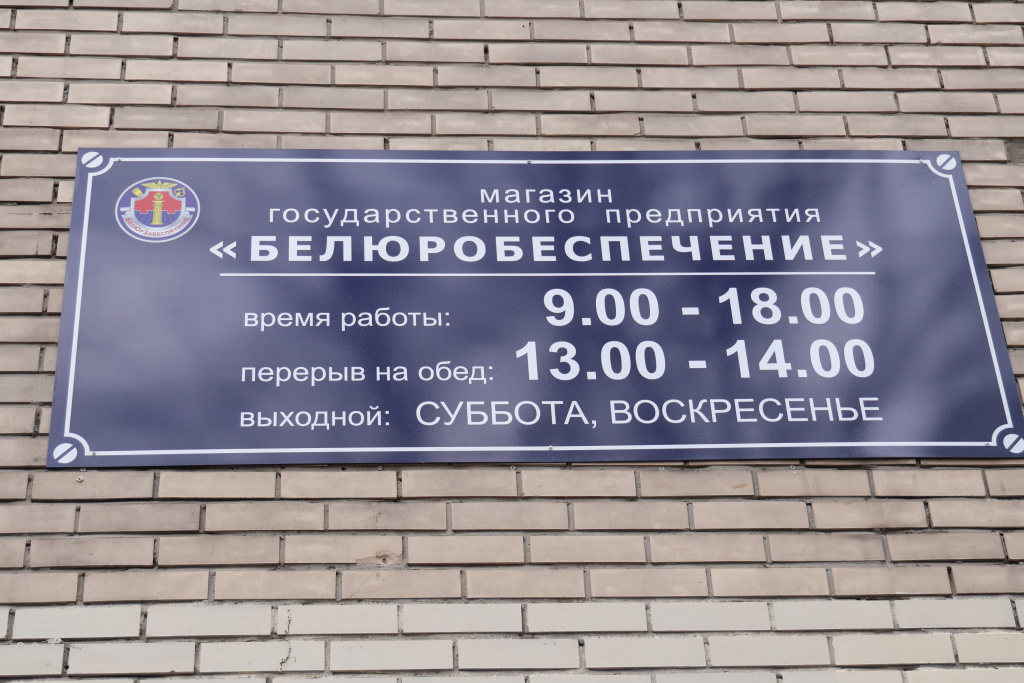 магазин
государственного предприятия
«БЕЛЮРОБЕСПЕЧЕНИЕ»
время работы: 9.00 - 18.00
перерыв на обед: 13.00 - 14.00
выходной: СУББОТА, ВОСКРЕСЕНЬЕ